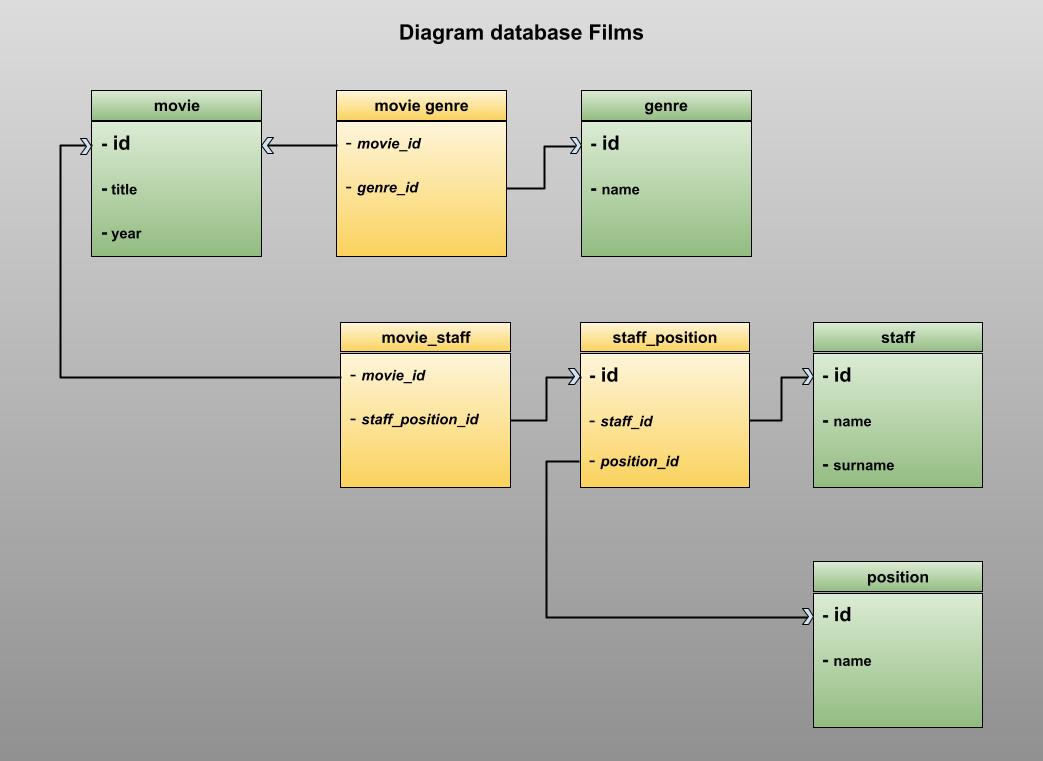 Diagram database Films
movie
- id
- title
- year
movie genre
- movie_id
- genre_id
genre
- id
- name
movie_staff
- movie_id
- staff_position_id
staff_position
- id
- staff_id
- position_id
staff
- id
- name
- surname
position
- id
- name